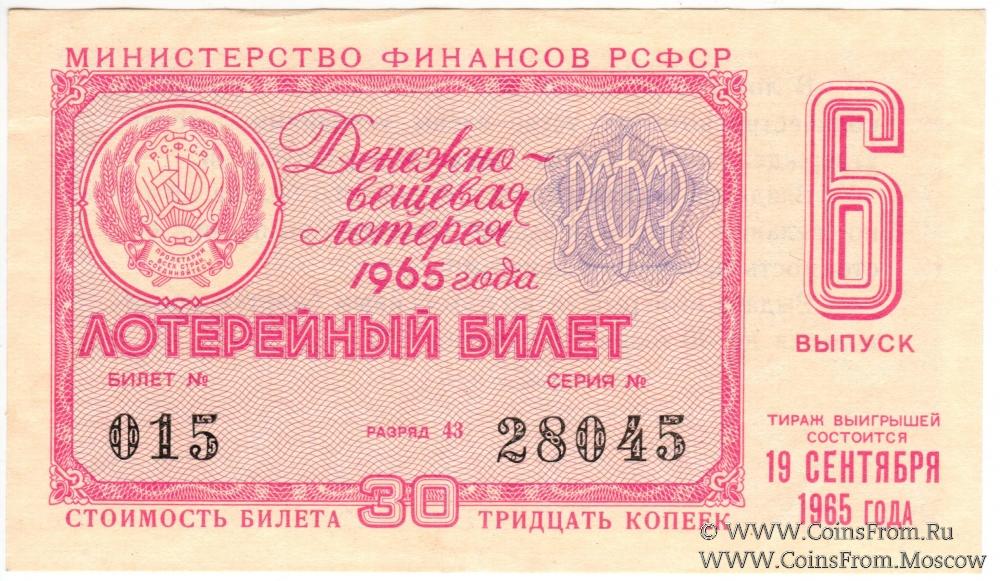 МИНИСТЕРСТВО ФИНАНСОВ РСФСР
Р.С.Ф.С.Р.
ПРОЛЕТАРИИ
ВСЕХ СТРАН,
СОЕДИНЯЙТЕСЬ!
Денежно-
вещевая
лотерея
1965 года
РСФСР
ЛОТЕРЕЙНЫЙ БИЛЕТ
БИЛЕТ №
СЕРИЯ №
015
РАЗРЯД 43
28045
СТОИМОСТЬ БИЛЕТА 30 ТРИДЦАТЬ КОПЕЕК
6
ВЫПУСК
ТИРАЖ ВЫИГРЫШЕЙ
СОСТОИТСЯ
19 СЕНТЯБРЯ
1965 ГОДА
© WWW.CoinsFrom.Ru
WWW.CoinsFrom.Moscow